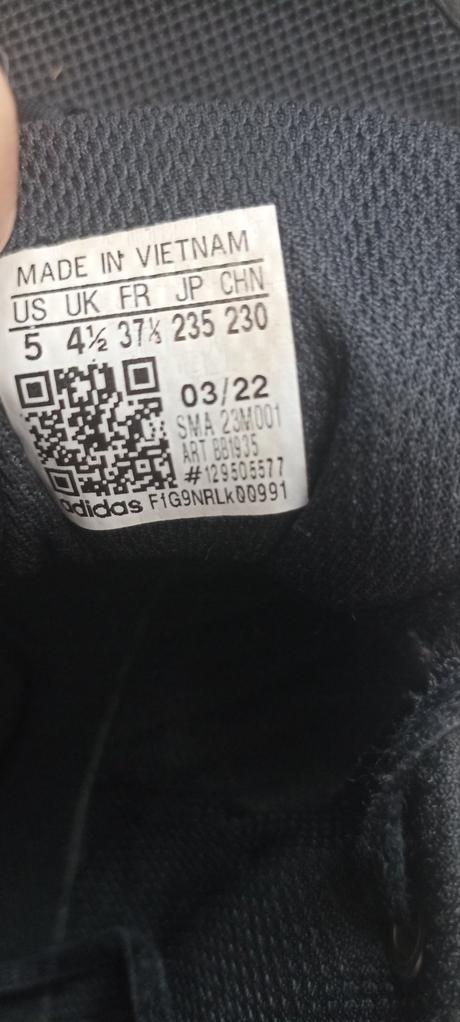 MADE IN VIETNAM
US UK FR JP CHN
5 4½ 37⅓ 235 230
03/22
SMA 23M001
ART BB1935
#129505577
adidas FfG9NRLk00991